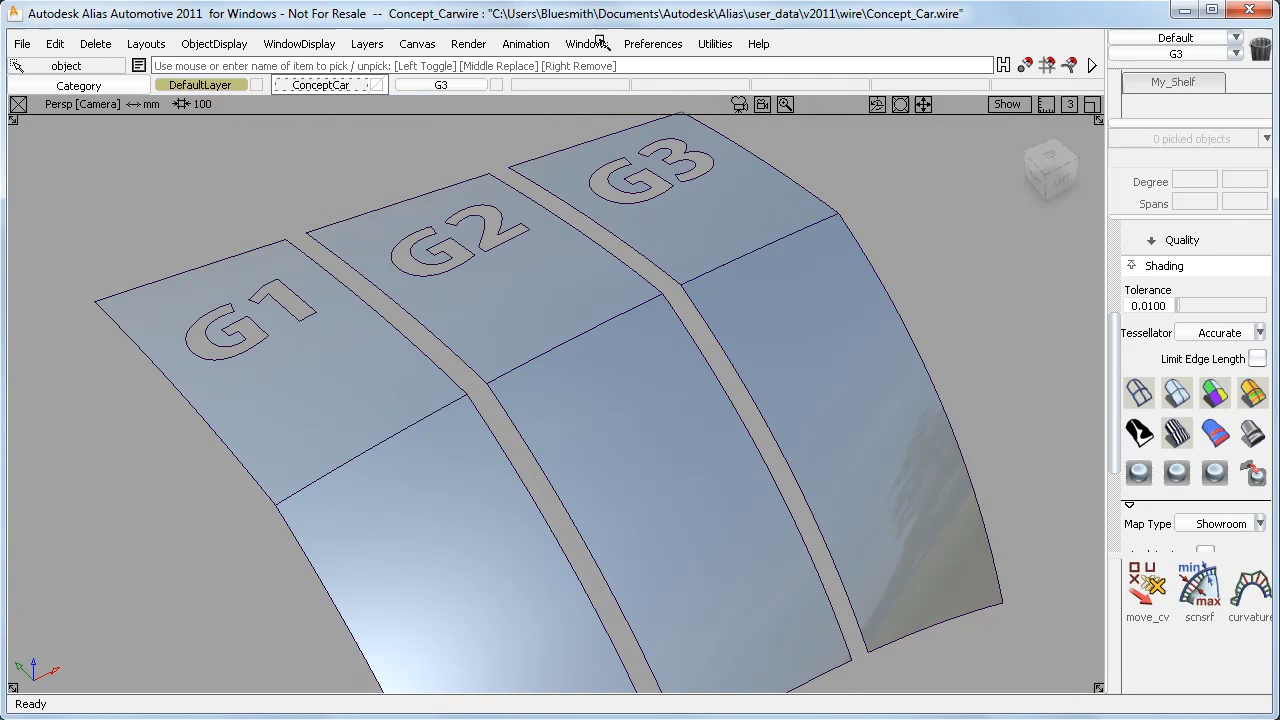 Autodesk Alias Automotive 2011 for Windows - Not For Resale -- Concept_Carwire : "C:\Users\Bluesmith\Documents\Autodesk\Alias\user_data\v2011\wire\Concept_Car.wire"
File Edit Delete Layouts ObjectDisplay WindowDisplay Layers Canvas Render Animation Windows Preferences Utilities Help
Default
G3
object
Use mouse or enter name of item to pick / unpick: [Left Toggle] [Middle Replace] [Right Remove]
Category DefaultLayer ConceptCar G3
My_Shelf
Persp [Camera] mm 100 Show 3
0 picked objects
Degree
Spans
Quality
Shading
Tolerance
0.0100
Tessellator Accurate
Limit Edge Length
Map Type Showroom
min
max
move_cv scnsrf curvature
G1
G2
G3
Ready